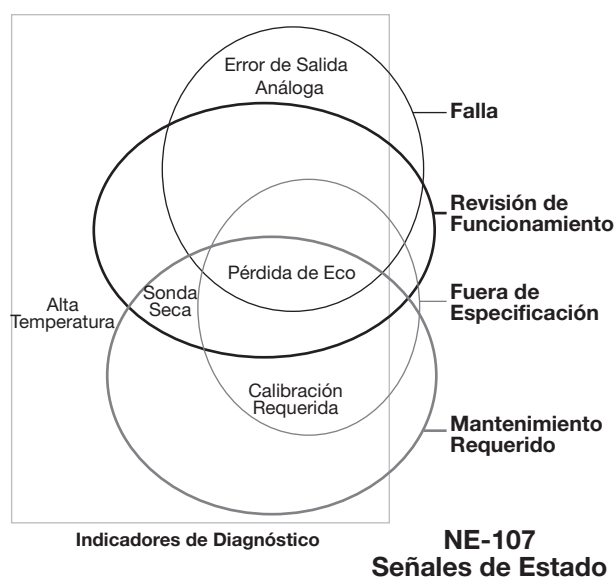 Error de Salida
Análoga
Falla
Revisión de
Funcionamiento
Pérdida de Eco
Sonda
Seca
Alta
Temperatura
Fuera de
Especificación
Calibración
Requerida
Mantenimiento
Requerido
Indicadores de Diagnóstico
NE-107
Señales de Estado